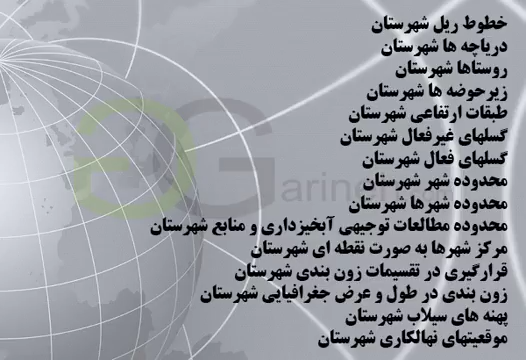 خطوط ریل شهرستان
دریاچه ها شهرستان
روستاها شهرستان
زیرحوضه ها شهرستان
طبقات ارتفاعی شهرستان
گسلهای غیرفعال شهرستان
گسلهای فعال شهرستان
محدوده شهر شهرستان
محدوده شهرها شهرستان
محدوده مطالعات توجیهی آبخیزداری و منابع شهرستان
مرکز شهرها به صورت نقطه ای شهرستان
قرارگیری در تقسیمات زون بندی شهرستان
زون بندی در طول و عرض جغرافیایی شهرستان
پهنه های سیلاب شهرستان
موقعیتهای نهالکاری شهرستان